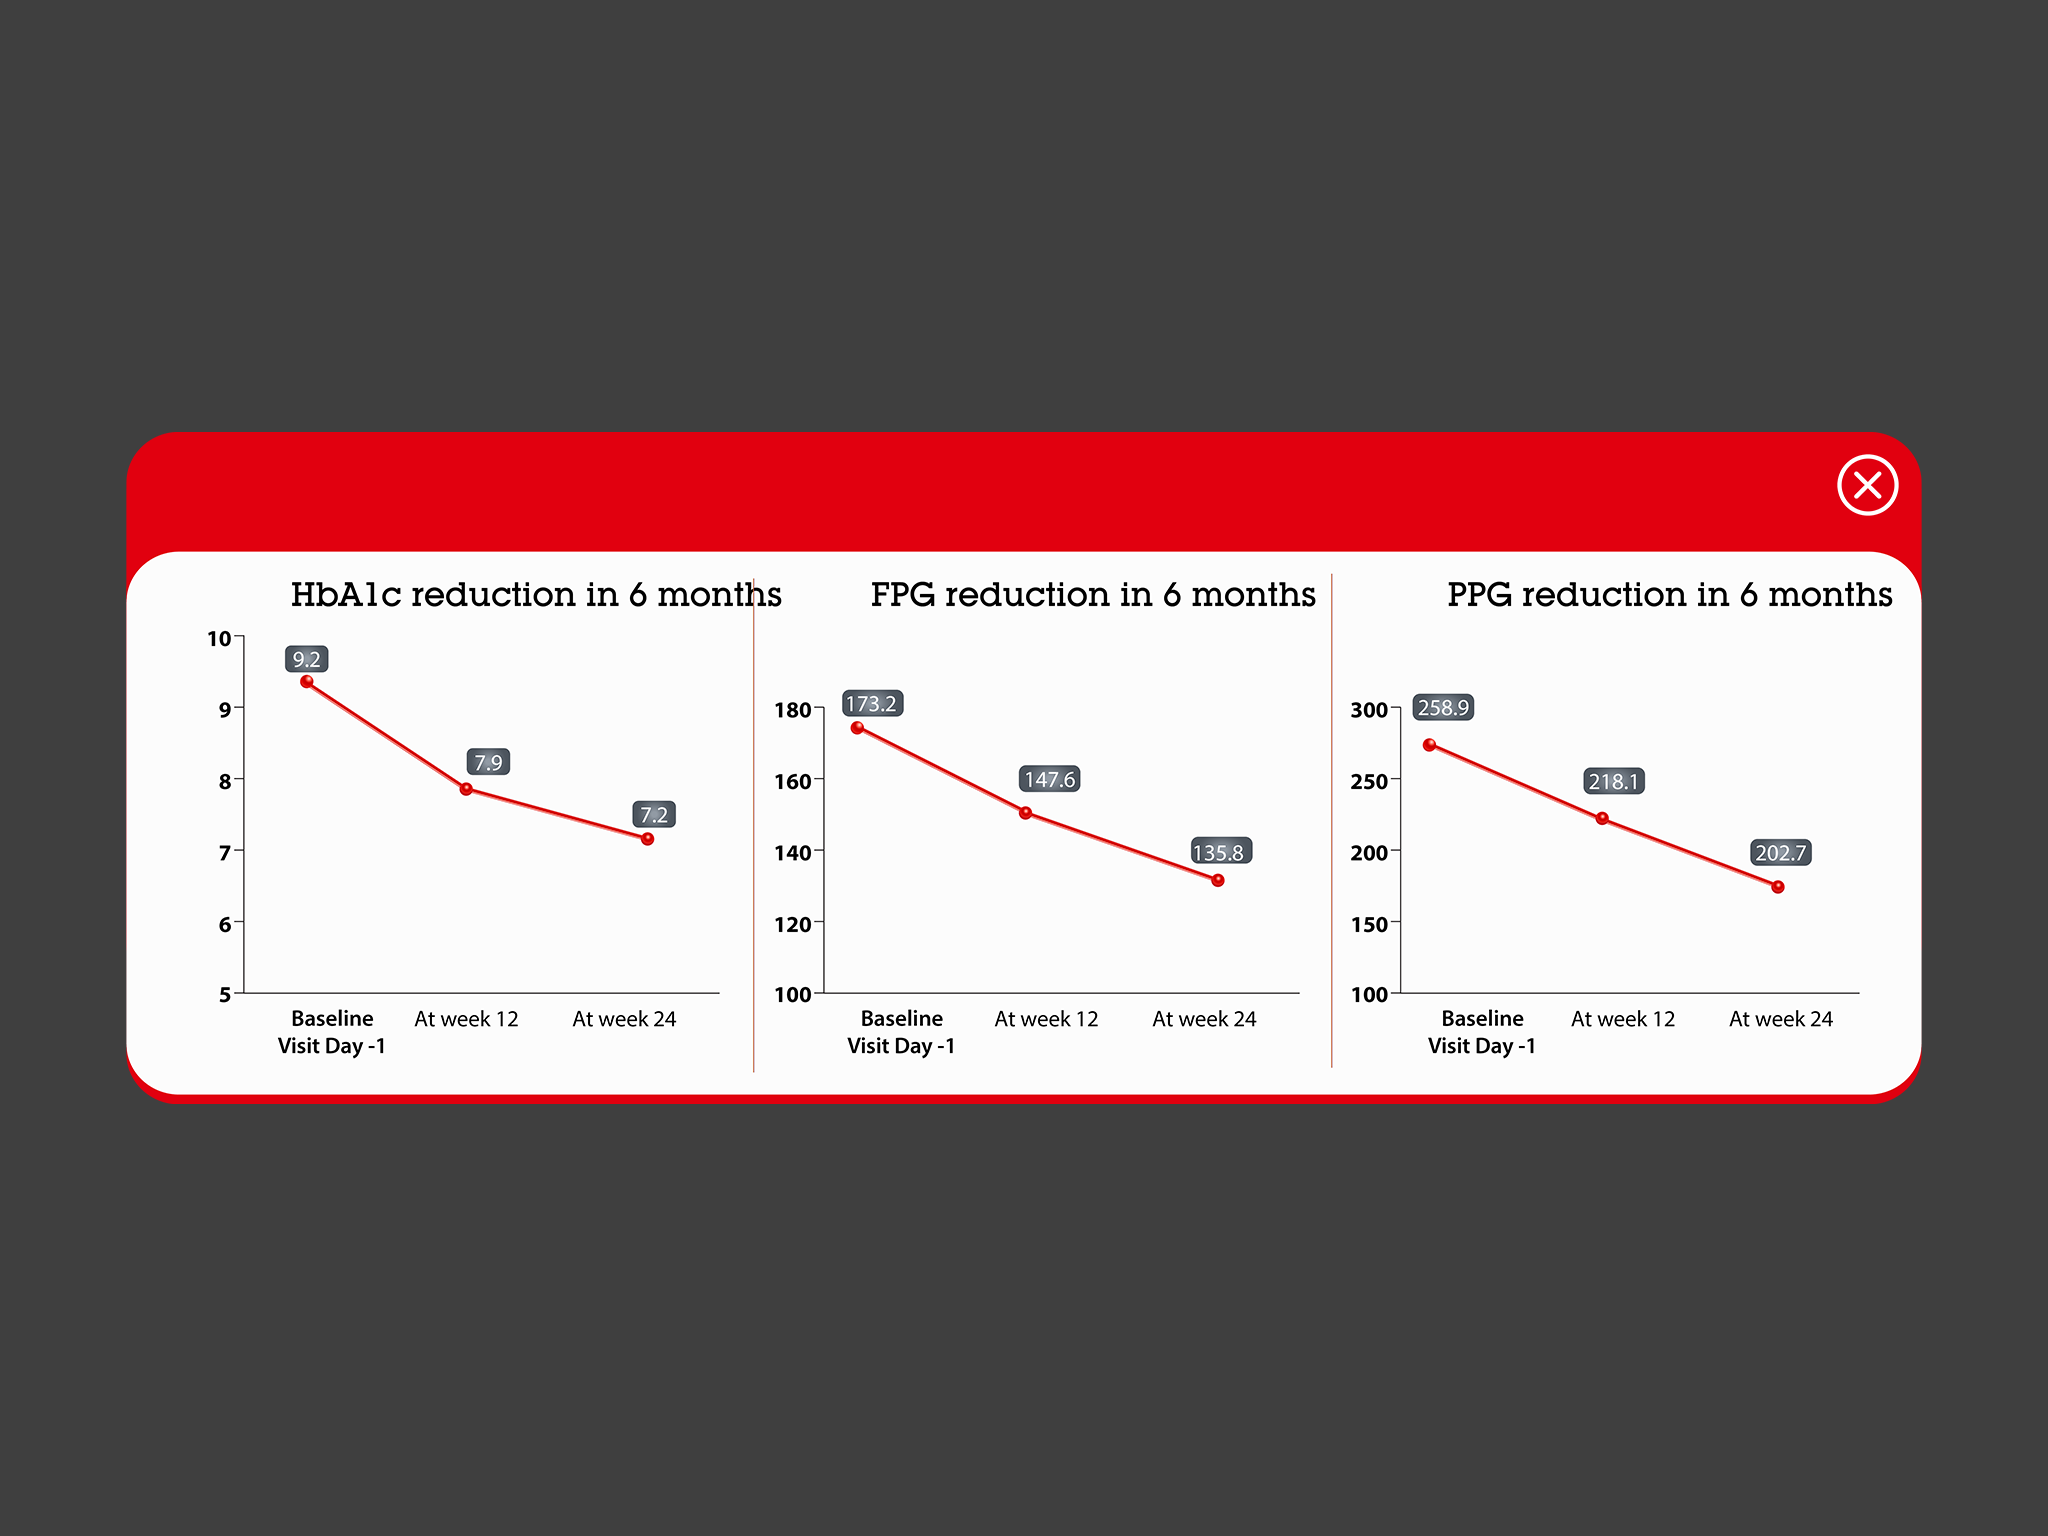 HbA1c reduction in 6 months
10
9
8
7
6
5
9.2
7.9
7.2
Baseline
Visit Day -1
At week 12
At week 24
FPG reduction in 6 months
180
160
140
120
100
173.2
147.6
135.8
Baseline
Visit Day -1
At week 12
At week 24
PPG reduction in 6 months
300
250
200
150
100
258.9
218.1
202.7
Baseline
Visit Day -1
At week 12
At week 24